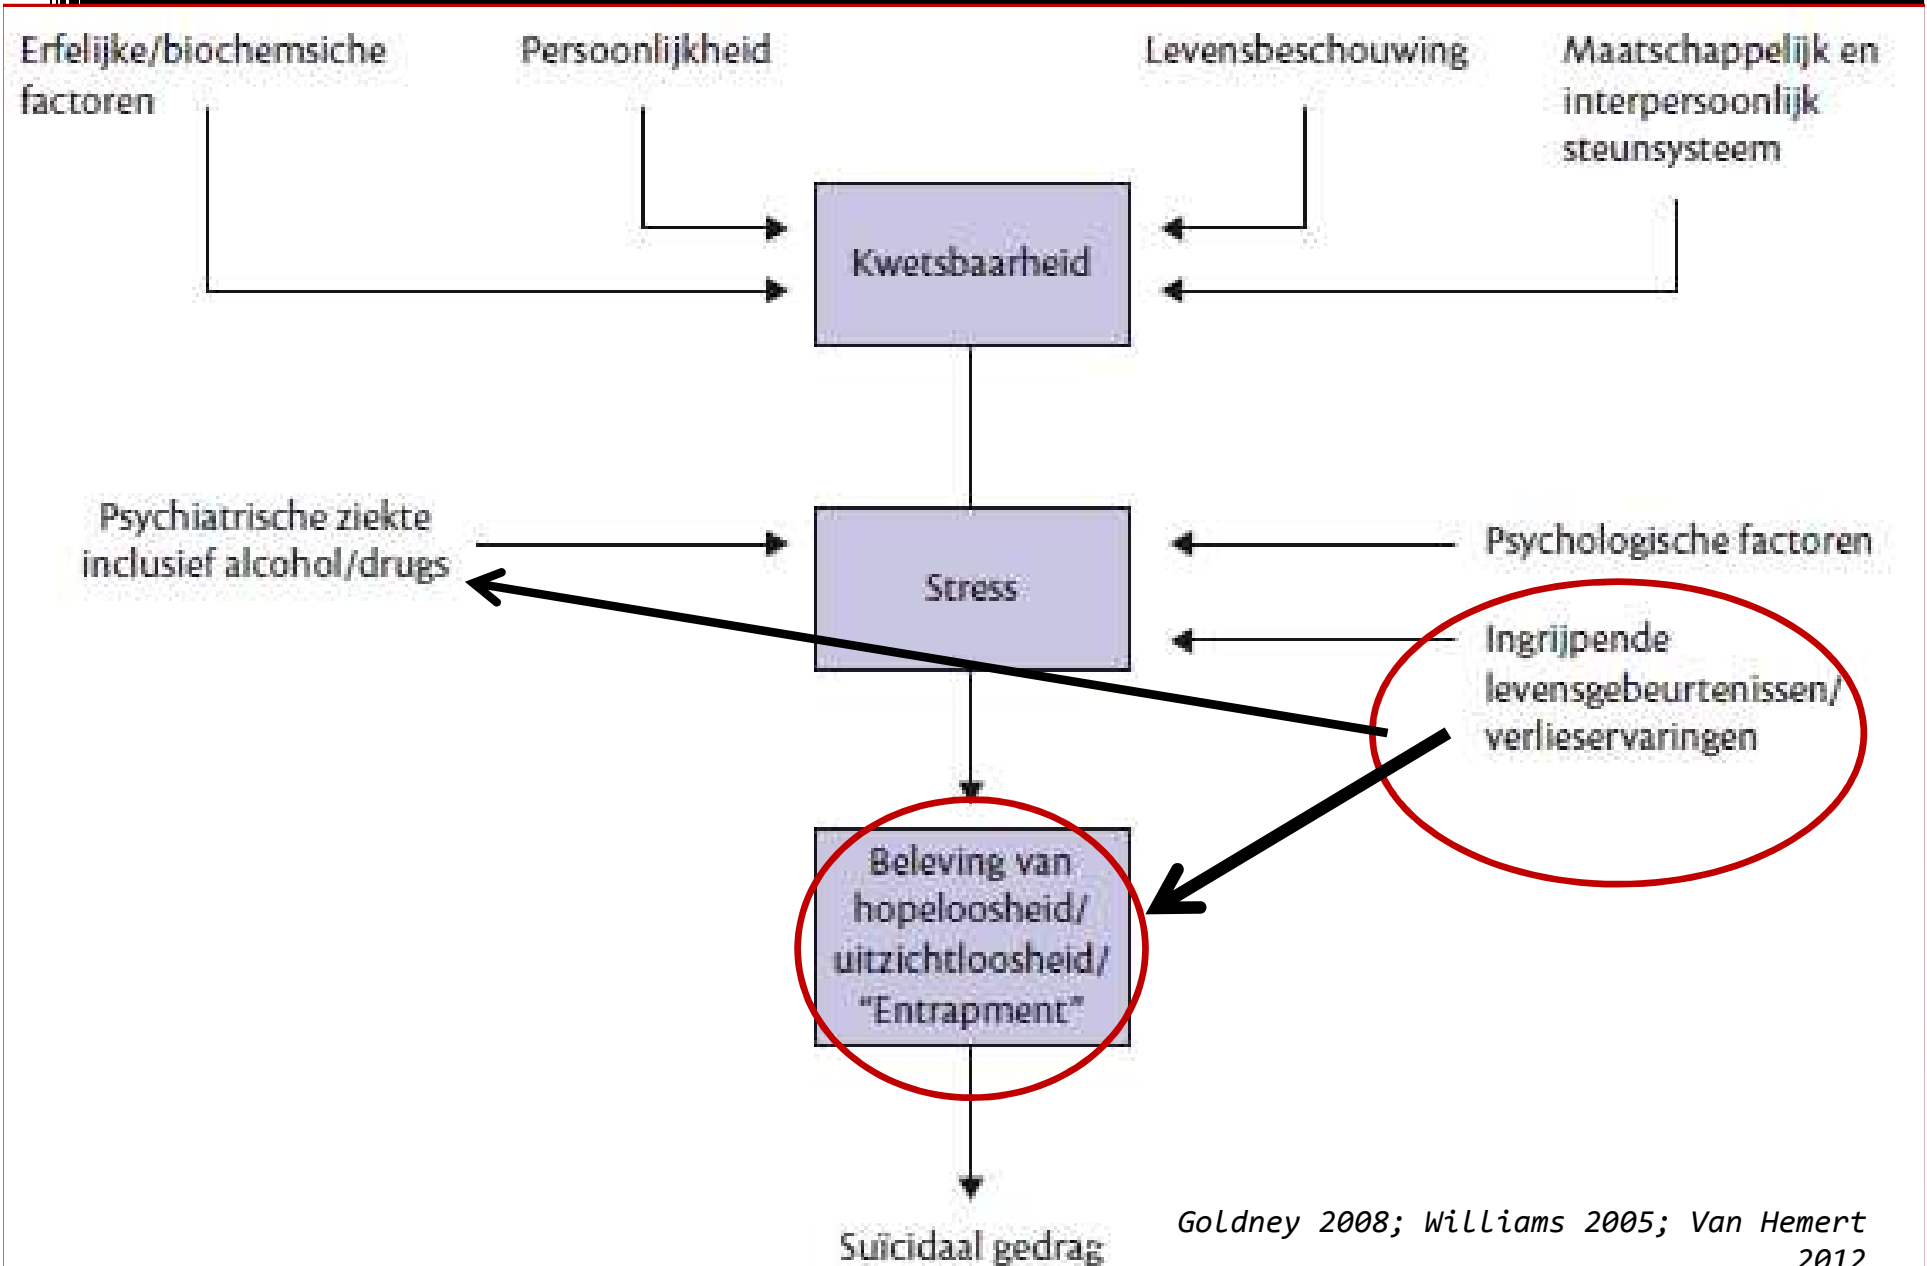 Erfelijke/biochemsiche
factoren
Persoonlijkheid
Levensbeschouwing
Maatschappelijk en
interpersoonlijk
steunsysteem
Kwetsbaarheid
Psychiatrische ziekte
inclusief alcohol/drugs
Stress
Psychologische factoren
Ingrijpende
levensgebeurtenissen/
verlieservaringen
Beleving van
hopeloosheid/
uitzichtloosheid/
“Entrapment”
Suïcidaal gedrag
Goldney 2008; Williams 2005; Van Hemert
2012